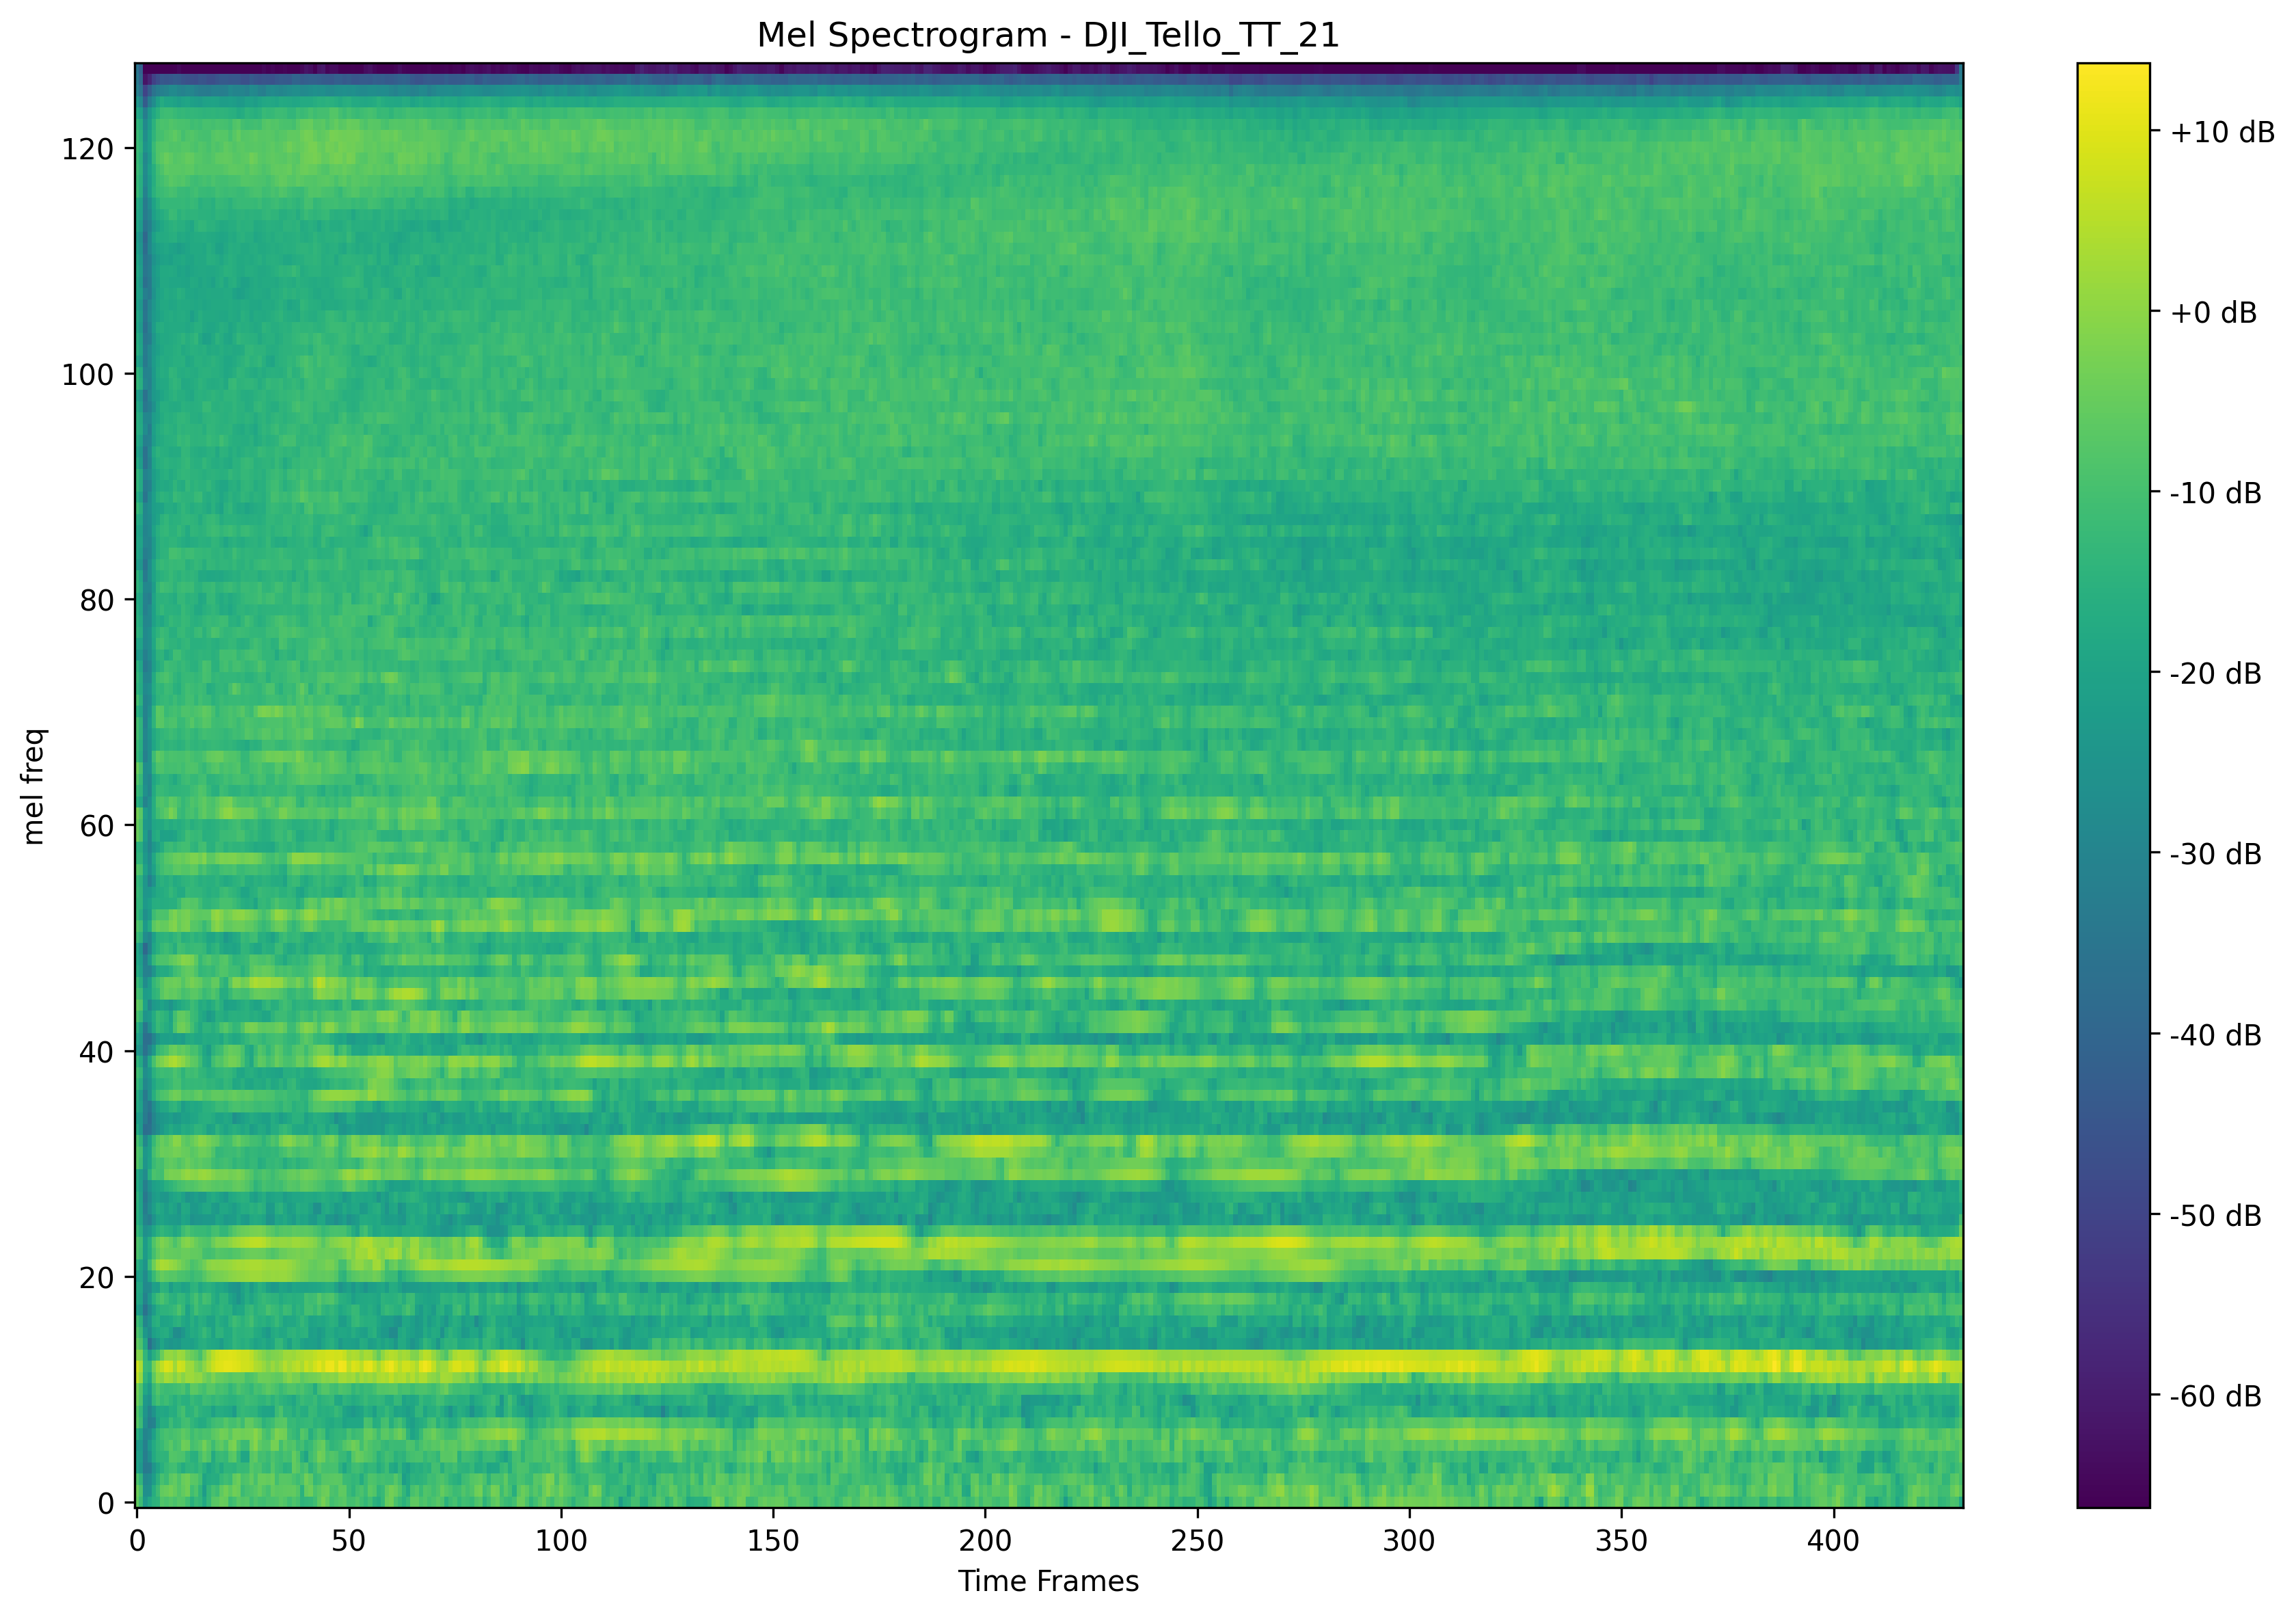 Mel Spectrogram - DJI_Tello_TT_21
mel freq
120
100
80
60
40
20
0
0 50 100 150 200 250 300 350 400
Time Frames
+10 dB
+0 dB
-10 dB
-20 dB
-30 dB
-40 dB
-50 dB
-60 dB